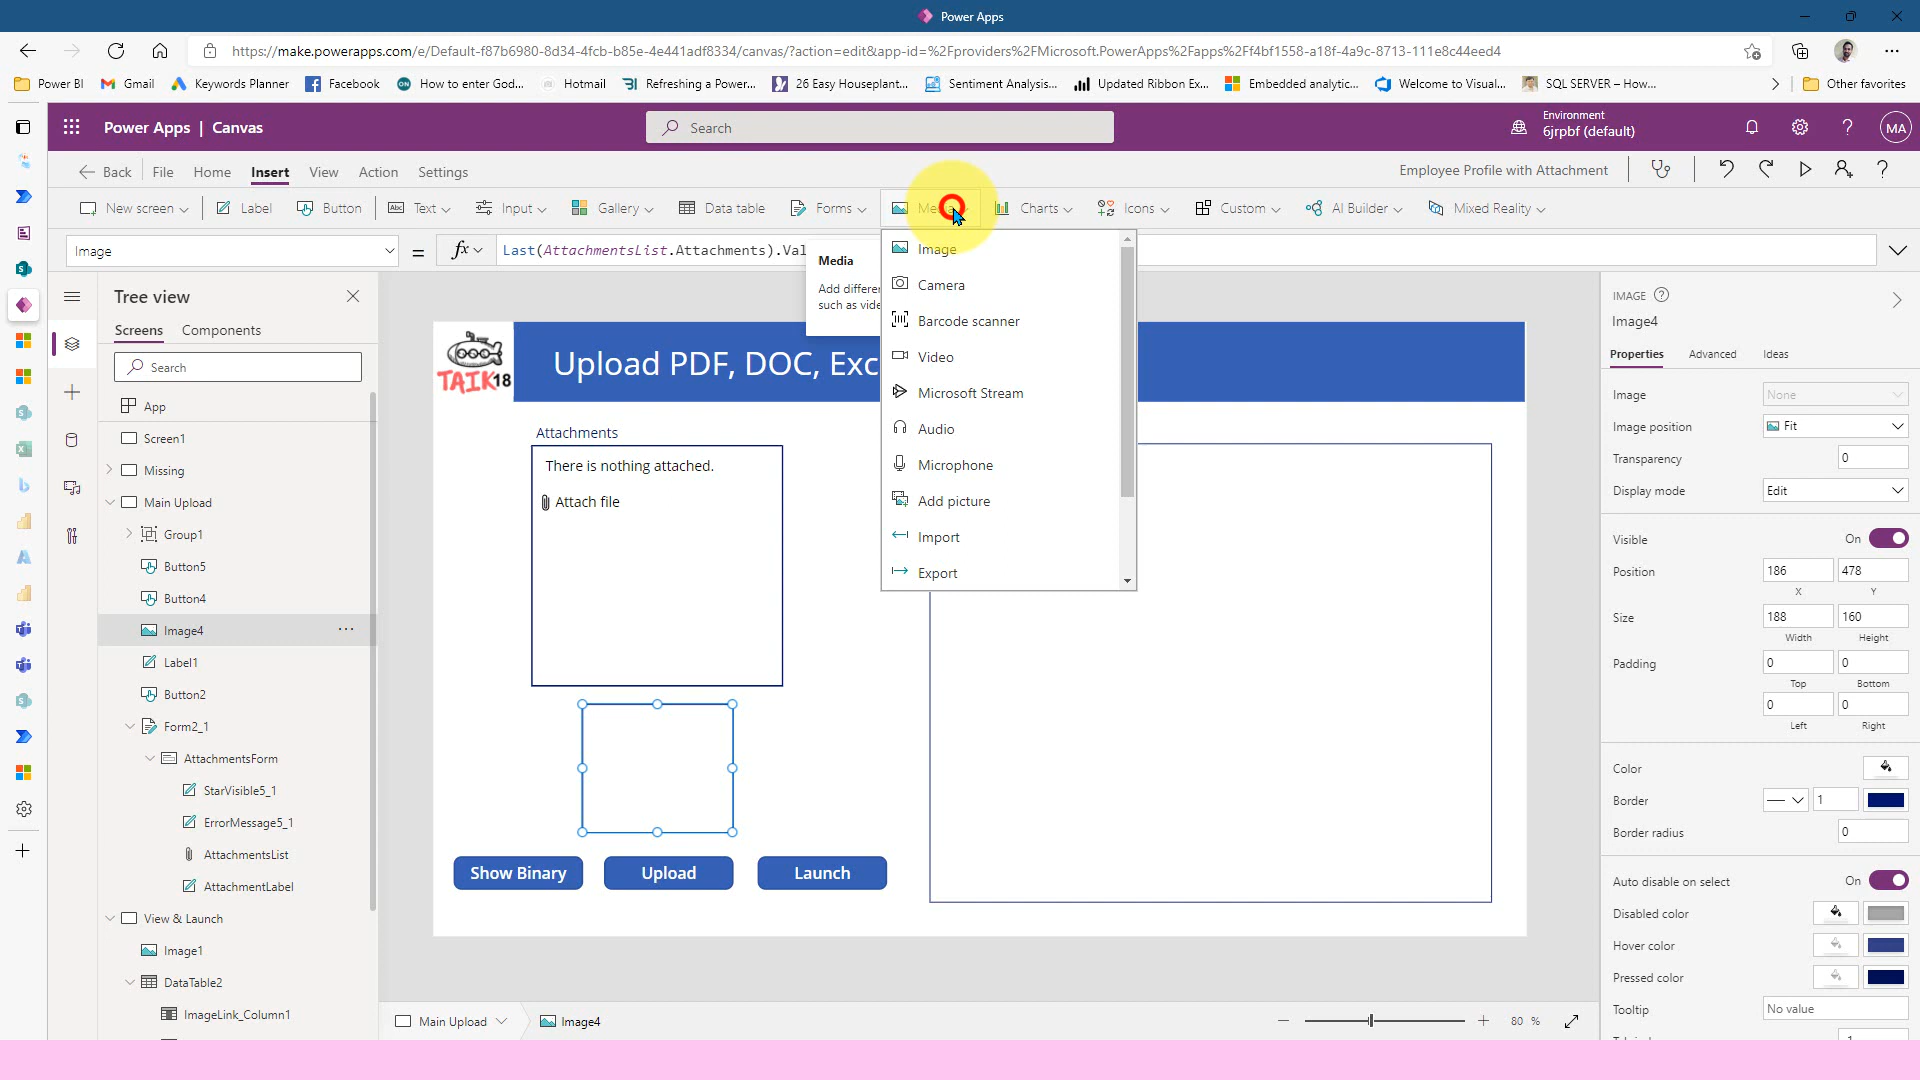 Power Apps
https://make.powerapps.com/e/Default-f87b6980-8d34-4fcb-b85e-4e441adf8334/canvas/?action=edit&app-id=%2Fproviders%2FMicrosoft.PowerApps%2Fapps%2Ff4bf1558-a18f-4a9c-8713-111e8c44eed4
Power BI Gmail Keywords Planner Facebook How to enter God... Hotmail Refreshing a Power... 26 Easy Houseplant... Sentiment Analysis... Updated Ribbon Ex... Embedded analytic... Welcome to Visual... SQL SERVER – How... Other favorites
Power Apps | Canvas
Search
Environment
6jrpbf (default)
MA
Back File Home Insert View Action Settings
Employee Profile with Attachment
New screen Label Button Text Input Gallery Data table Forms Charts Icons Custom AI Builder Mixed Reality
Image = fx Last(AttachmentsList.Attachments).Val
Media
Add differen
such as vide
Image
Camera
Barcode scanner
Video
Microsoft Stream
Audio
Microphone
Add picture
Import
Export
Tree view
Screens Components
Search
App
Screen1
Missing
Main Upload
Group1
Button5
Button4
Image4
Label1
Button2
Form2_1
AttachmentsForm
StarVisible5_1
ErrorMessage5_1
AttachmentsList
AttachmentLabel
View & Launch
Image1
DataTable2
ImageLink_Column1
TAIK18
Upload PDF, DOC, Exc
Attachments
There is nothing attached.
Attach file
Show Binary Upload Launch
Main Upload Image4
80 %
IMAGE
Image4
Properties Advanced Ideas
Image None
Image position Fit
Transparency 0
Display mode Edit
Visible On
Position 186 478
X Y
Size 188 160
Width Height
Padding 0 0
Top Bottom
0 0
Left Right
Color
Border 1
Border radius 0
Auto disable on select On
Disabled color
Hover color
Pressed color
Tooltip No value